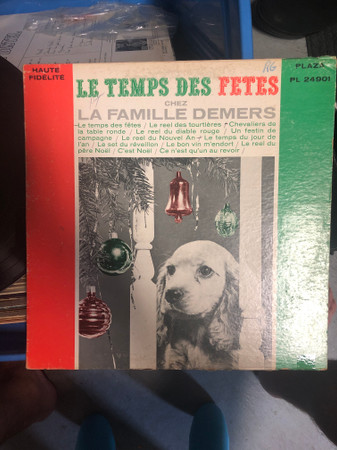 HAUTE
FIDÉLITÉ
PLAZA
PL 24901
LE TEMPS DES FETES
CHEZ
LA FAMILLE DEMERS
Le temps des fêtes / Le reel des tourtières / Chevaliers de
la table ronde / Le reel du diable rouge / Un festin de
campagne / Le reel du Nouvel An / Le temps du jour de
l'an / La sol du réveillon / Le bon vin m'endort / Le reel du
père Noël / C'est Noël / Ce n'est qu'un au revoir /